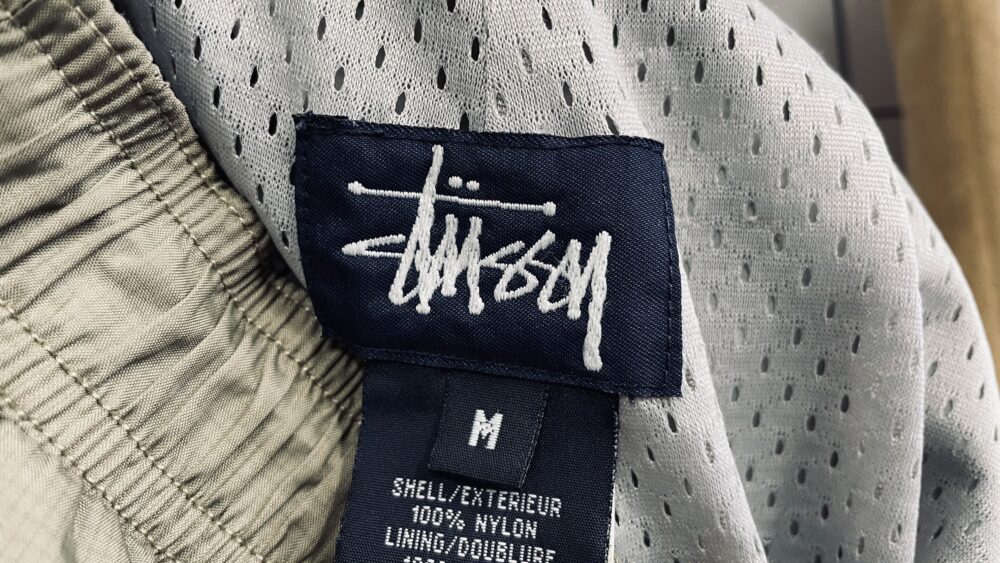 Stüssy
M
SHELL/EXTERIEUR
100% NYLON
LINING/DOUBLURE